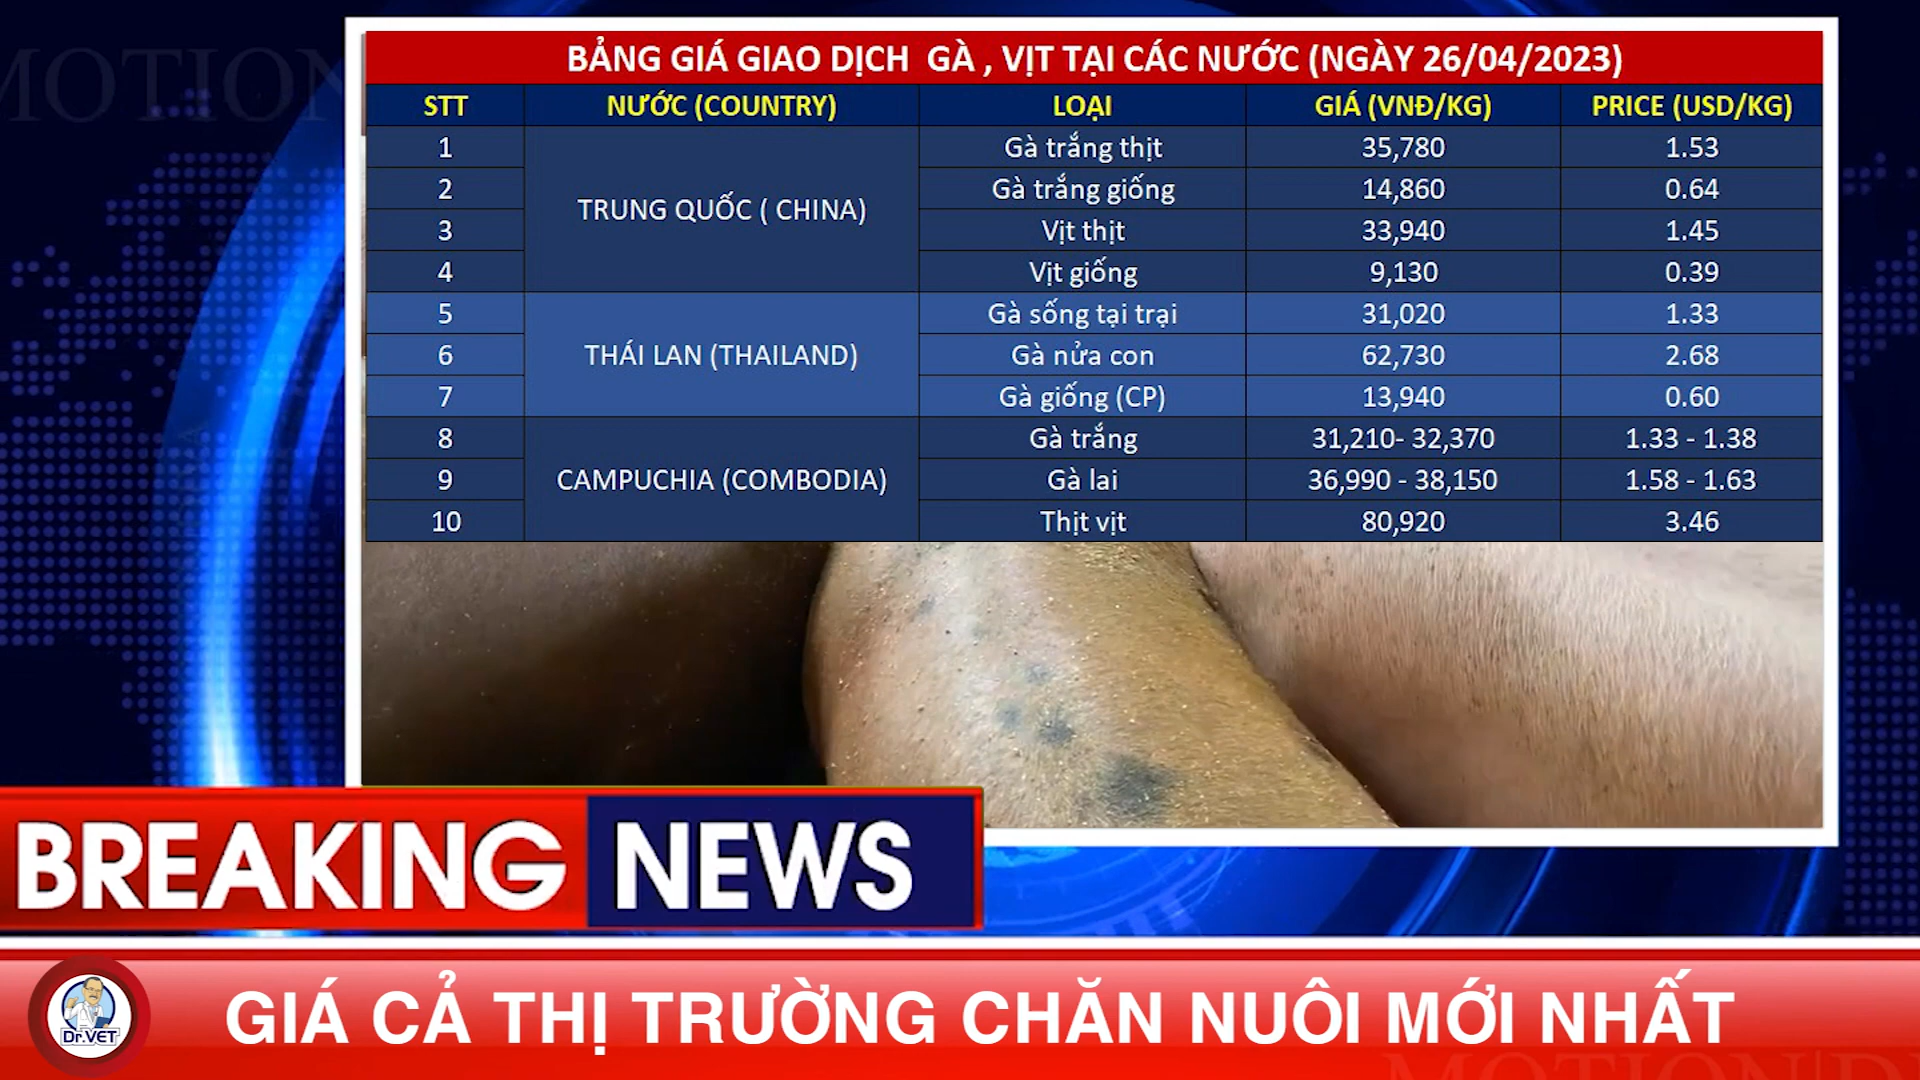 MOTION
BẢNG GIÁ GIAO DỊCH GÀ , VỊT TẠI CÁC NƯỚC (NGÀY 26/04/2023)
STT NƯỚC (COUNTRY) LOẠI GIÁ (VNĐ/KG) PRICE (USD/KG)
1 TRUNG QUỐC ( CHINA) Gà trắng thịt 35,780 1.53
2 Gà trắng giống 14,860 0.64
3 Vịt thịt 33,940 1.45
4 Vịt giống 9,130 0.39
5 THÁI LAN (THAILAND) Gà sống tại trại 31,020 1.33
6 Gà nửa con 62,730 2.68
7 Gà giống (CP) 13,940 0.60
8 CAMPUCHIA (COMBODIA) Gà trắng 31,210- 32,370 1.33 - 1.38
9 Gà lai 36,990 - 38,150 1.58 - 1.63
10 Thịt vịt 80,920 3.46
BREAKING NEWS
Dr.VET
GIÁ CẢ THỊ TRƯỜNG CHĂN NUÔI MỚI NHẤT